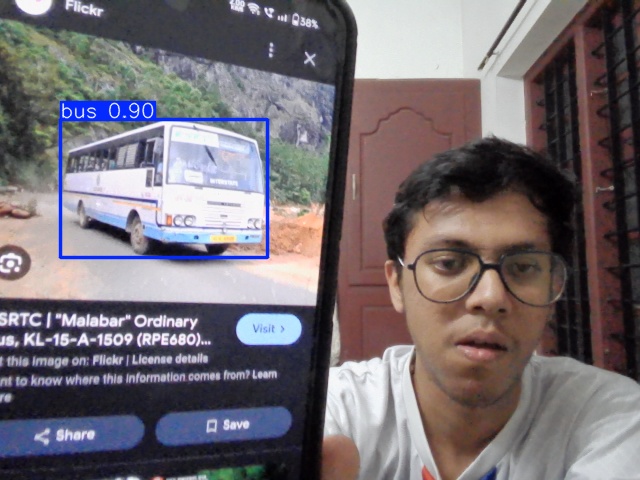 Flickr
38%
bus 0.90
SRTC | "Malabar" Ordinary
us, KL-15-A-1509 (RPE680)...
Visit >
t this image on: Flickr | License details
nt to know where this information comes from? Learn
re
Share
Save